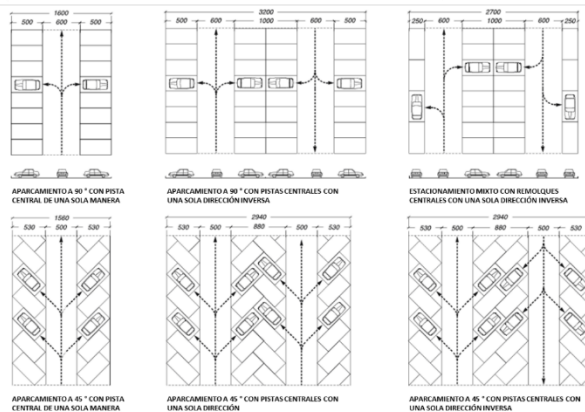 1600
500 600 500
3200
500 600 1000 600 500
2700
250 600 1000 600 250
APARCAMIENTO A 90 ° CON PISTA
CENTRAL DE UNA SOLA MANERA
APARCAMIENTO A 90 ° CON PISTAS CENTRALES CON
UNA SOLA DIRECCIÓN INVERSA
ESTACIONAMIENTO MIXTO CON REMOLQUES
CENTRALES CON UNA SOLA DIRECCIÓN INVERSA
1560
530 500 530
2940
530 500 880 500 530
2940
530 500 880 500 530
APARCAMIENTO A 45 ° CON PISTA
CENTRAL DE UNA SOLA MANERA
APARCAMIENTO A 45 ° CON PISTAS CENTRALES CON
UNA SOLA DIRECCIÓN
APARCAMIENTO A 45 ° CON PISTAS CENTRALES CON
UNA SOLA DIRECCIÓN INVERSA